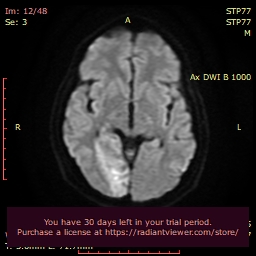 Im: 12/48
Se: 3
A
STP77
STP77
M
Ax DWI B 1000
R
L
You have 30 days left in your trial period.
Purchase a license at https://radiantviewer.com/store/